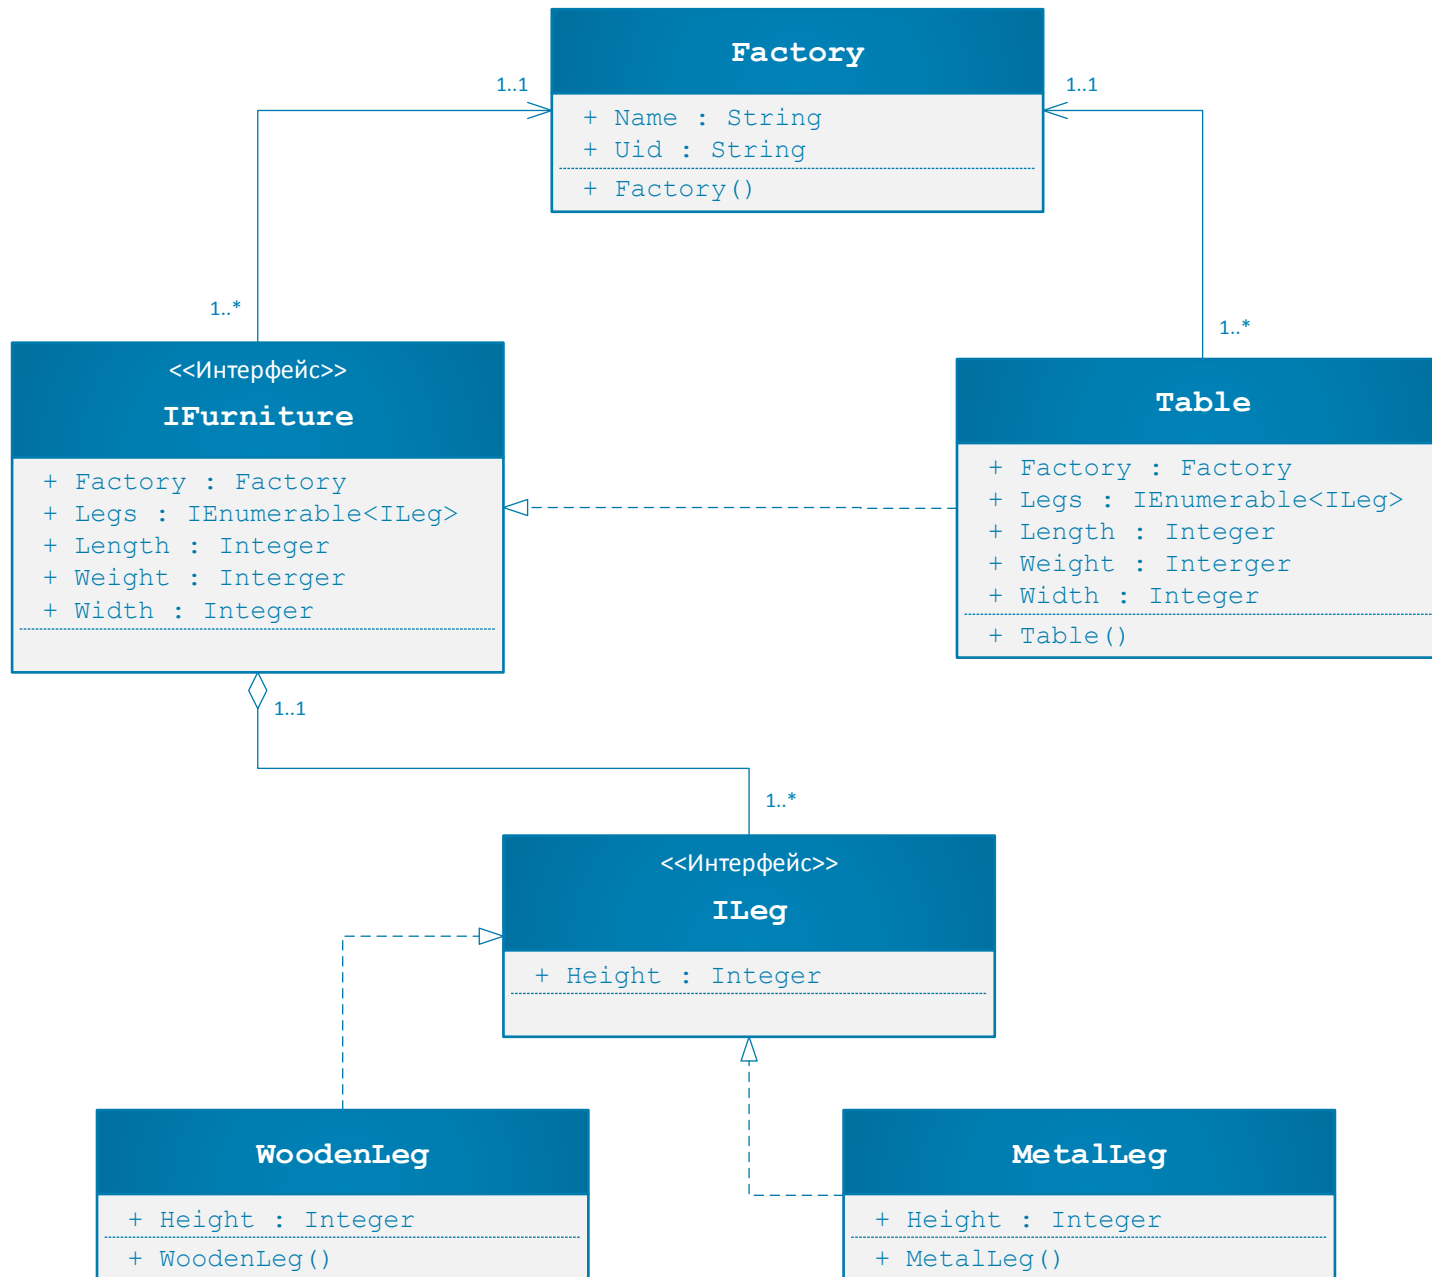 Factory
1..1
1..1
+ Name : String
+ Uid : String
+ Factory()
1..*
1..*
<<Интерфейс>>
IFurniture
+ Factory : Factory
+ Legs : IEnumerable<ILeg>
+ Length : Integer
+ Weight : Interger
+ Width : Integer
Table
+ Factory : Factory
+ Legs : IEnumerable<ILeg>
+ Length : Integer
+ Weight : Interger
+ Width : Integer
+ Table()
1..1
1..*
<<Интерфейс>>
ILeg
+ Height : Integer
WoodenLeg
+ Height : Integer
+ WoodenLeg()
MetalLeg
+ Height : Integer
+ MetalLeg()